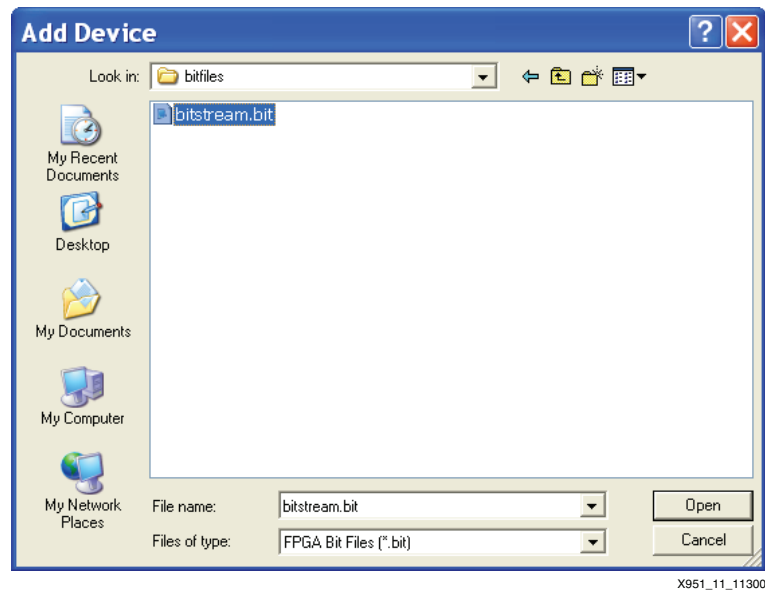 Add Device
Look in: bitfiles
bitstream.bit
My Recent
Documents
Desktop
My Documents
My Computer
My Network
Places
File name: bitstream.bit Open
Files of type: FPGA Bit Files (*.bit) Cancel
X951_11_11300